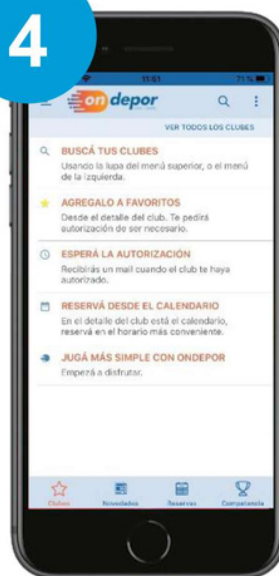 4
11:51
71 %
ondepor
VER TODOS LOS CLUBES
BUSCÁ TUS CLUBES
Usando la lupa del menú superior, o el menú
de la izquierda.
AGREGALO A FAVORITOS
Desde el detalle del club. Te pedirá
autorización de ser necesario.
ESPERÁ LA AUTORIZACIÓN
Recibirás un mail cuando el club te haya
autorizado.
RESERVÁ DESDE EL CALENDARIO
En el detalle del club está el calendario,
reservá en el horario más conveniente.
JUGÁ MÁS SIMPLE CON ONDEPOR
Empezá a disfrutar.
Clubes Novedades Reservas Competencia